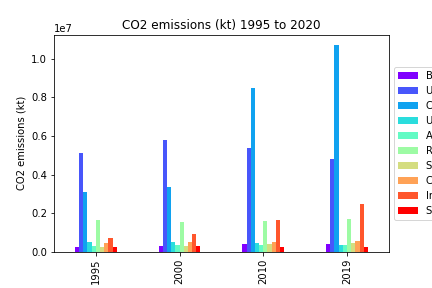 CO2 emissions (kt) 1995 to 2020
1e7
1.0
0.8
0.6
0.4
0.2
0.0
CO2 emissions (kt)
1995
2000
2010
2019
B
U
C
U
A
R
S
C
In
S